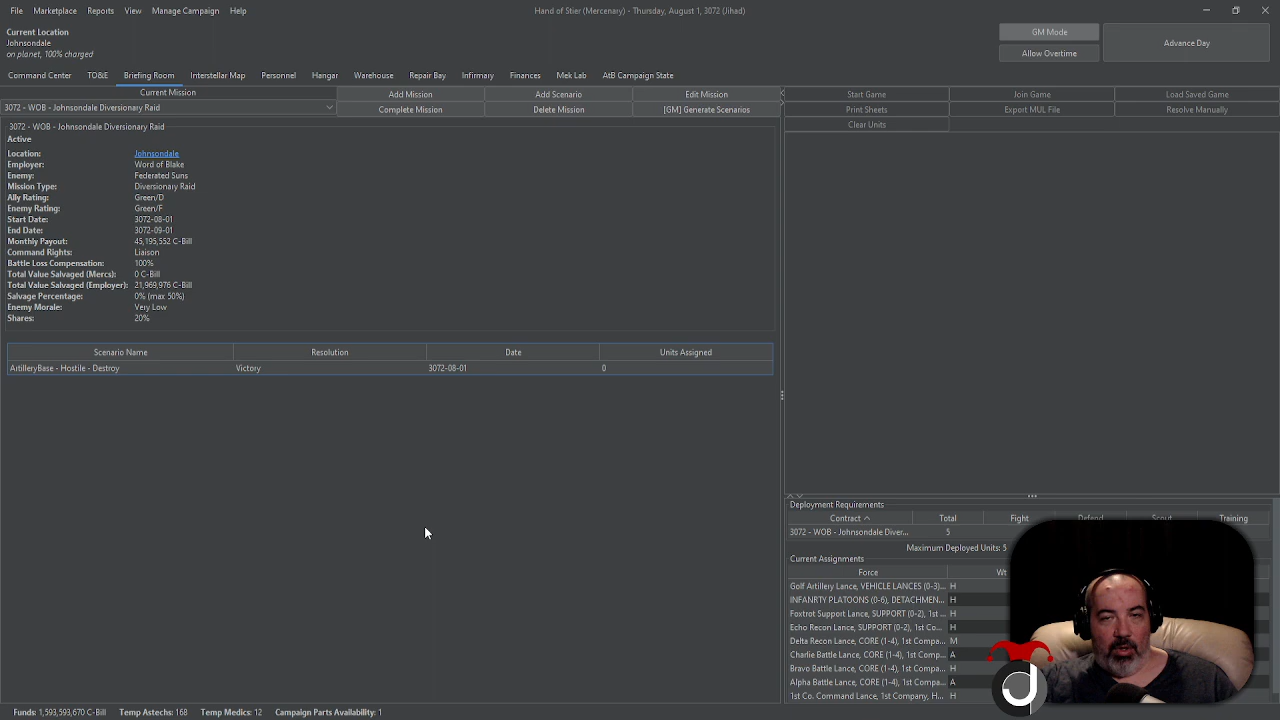 File Marketplace Reports View Manage Campaign Help
Hand of Stier (Mercenary) - Thursday, August 1, 3072 (Jihad)
Current Location
Johnsondale
on planet, 100% charged
GM Mode
Allow Overtime
Advance Day
Command Center TO&E Briefing Room Interstellar Map Personnel Hangar Warehouse Repair Bay Infirmary Finances Mek Lab AtB Campaign State
Current Mission
3072 - WOB - Johnsondale Diversionary Raid
Add Mission Add Scenario Edit Mission
Complete Mission Delete Mission [GM] Generate Scenarios
Start Game Join Game Load Saved Game
Print Sheets Export MUL File Resolve Manually
Clear Units
3072 - WOB - Johnsondale Diversionary Raid
Active
Location: Johnsondale
Employer: Word of Blake
Enemy: Federated Suns
Mission Type: Diversionary Raid
Ally Rating: Green/D
Enemy Rating: Green/F
Start Date: 3072-08-01
End Date: 3072-09-01
Monthly Payout: 45,195,552 C-Bill
Command Rights: Liaison
Battle Loss Compensation: 100%
Total Value Salvaged (Mercs): 0 C-Bill
Total Value Salvaged (Employer): 21,969,976 C-Bill
Salvage Percentage: 0% (max 50%)
Enemy Morale: Very Low
Shares: 20%
Scenario Name Resolution Date Units Assigned
ArtilleryBase - Hostile - Destroy Victory 3072-08-01 0
Deployment Requirements
Contract Total Fight Defend Scout Training
3072 - WOB - Johnsondale Diver... 5
Maximum Deployed Units: 5
Current Assignments
Force Wt
Golf Artillery Lance, VEHICLE LANCES (0-3)... H
INFANRTY PLATOONS (0-6), DETACHMEN... H
Foxtrot Support Lance, SUPPORT (0-2), 1st ... H
Echo Recon Lance, SUPPORT (0-2), 1st Co... H
Delta Recon Lance, CORE (1-4), 1st Compa... M
Charlie Battle Lance, CORE (1-4), 1st Compa... A
Bravo Battle Lance, CORE (1-4), 1st Compa... H
Alpha Battle Lance, CORE (1-4), 1st Compa... A
1st Co. Command Lance, 1st Company, H... H
Funds: 1,593,593,670 C-Bill Temp Astechs: 168 Temp Medics: 12 Campaign Parts Availability: 1